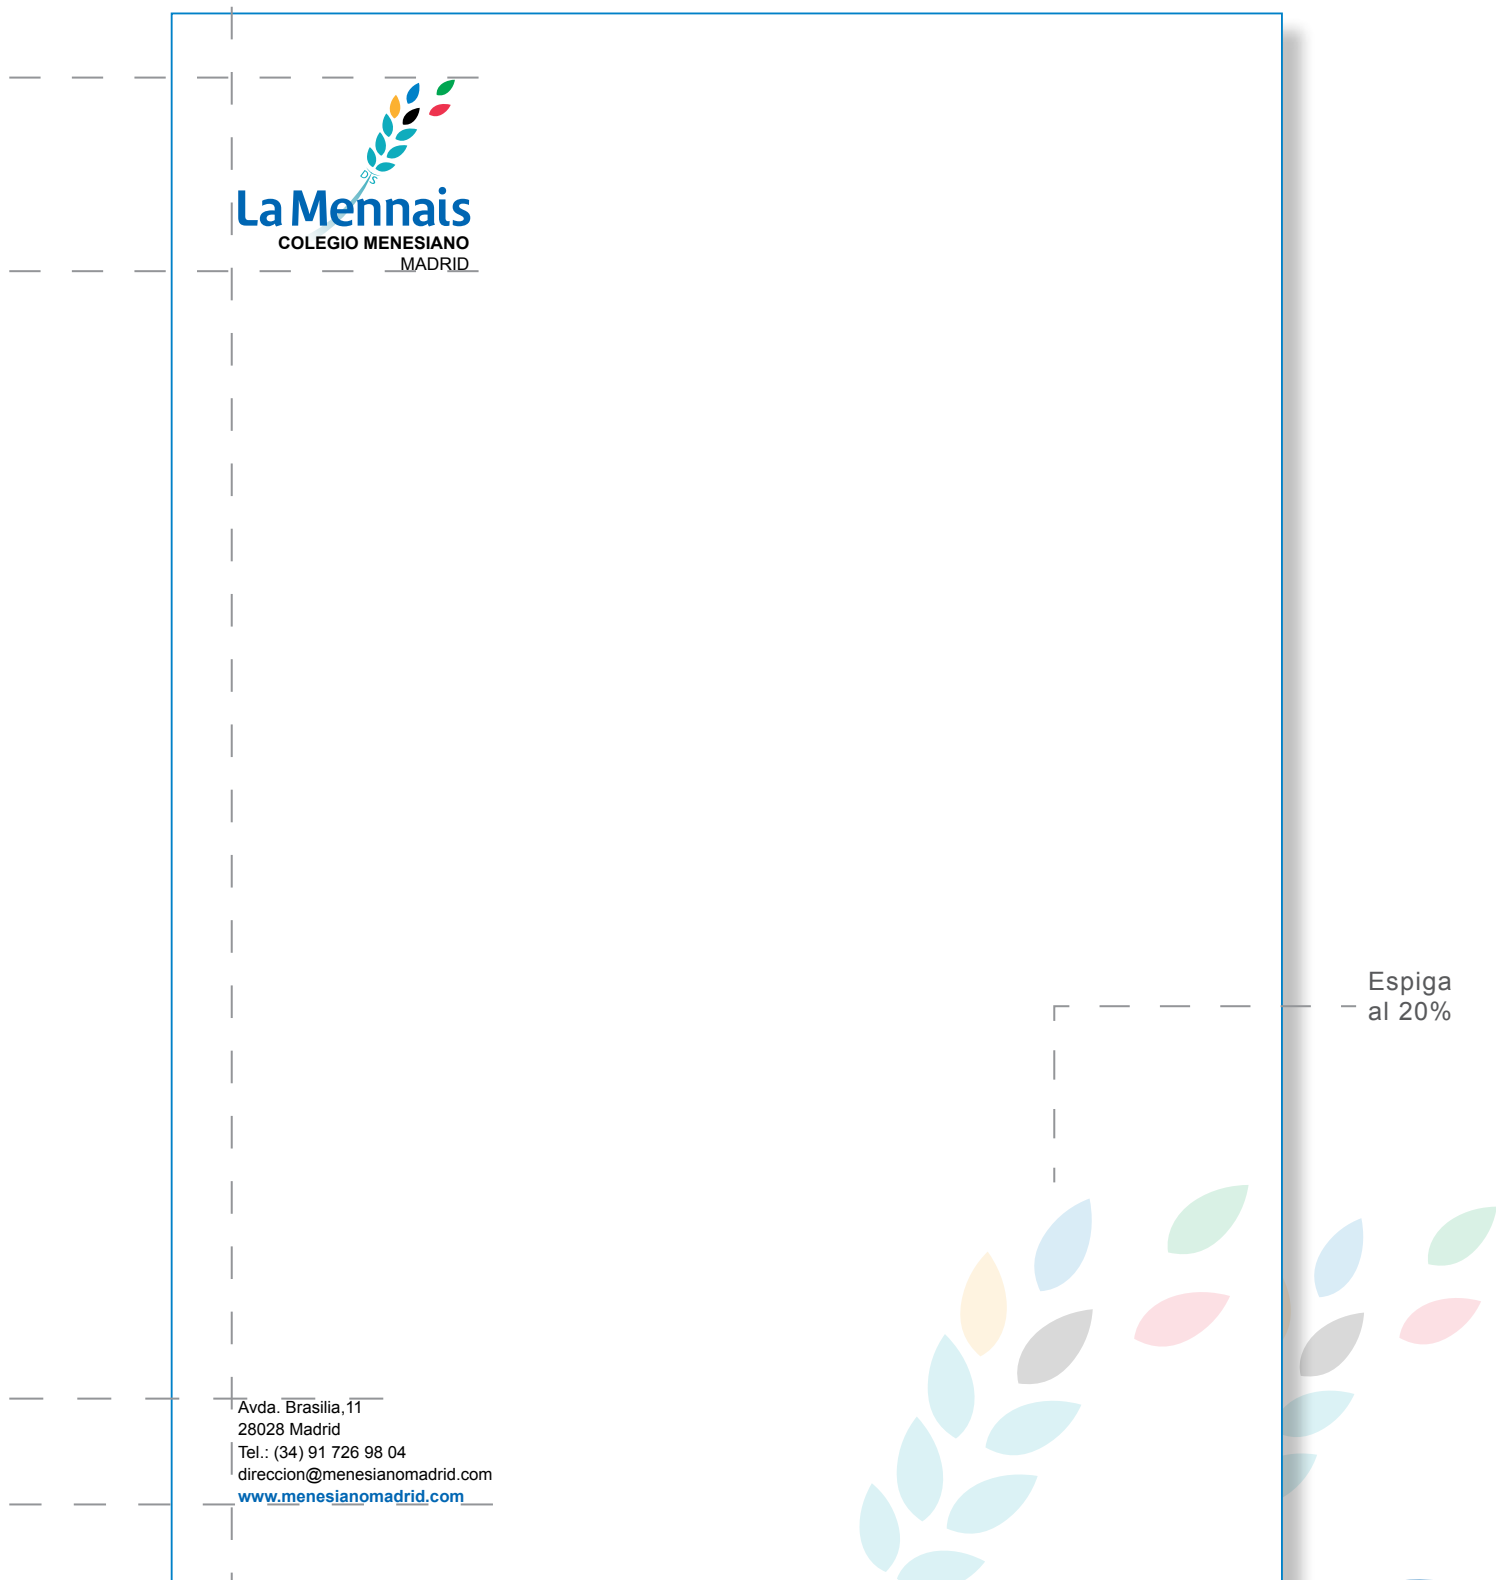 DS
La Mennais
COLEGIO MENESIANO
MADRID
Espiga
al 20%
Avda. Brasilia,11
28028 Madrid
Tel.: (34) 91 726 98 04
direccion@menesianomadrid.com
www.menesianomadrid.com